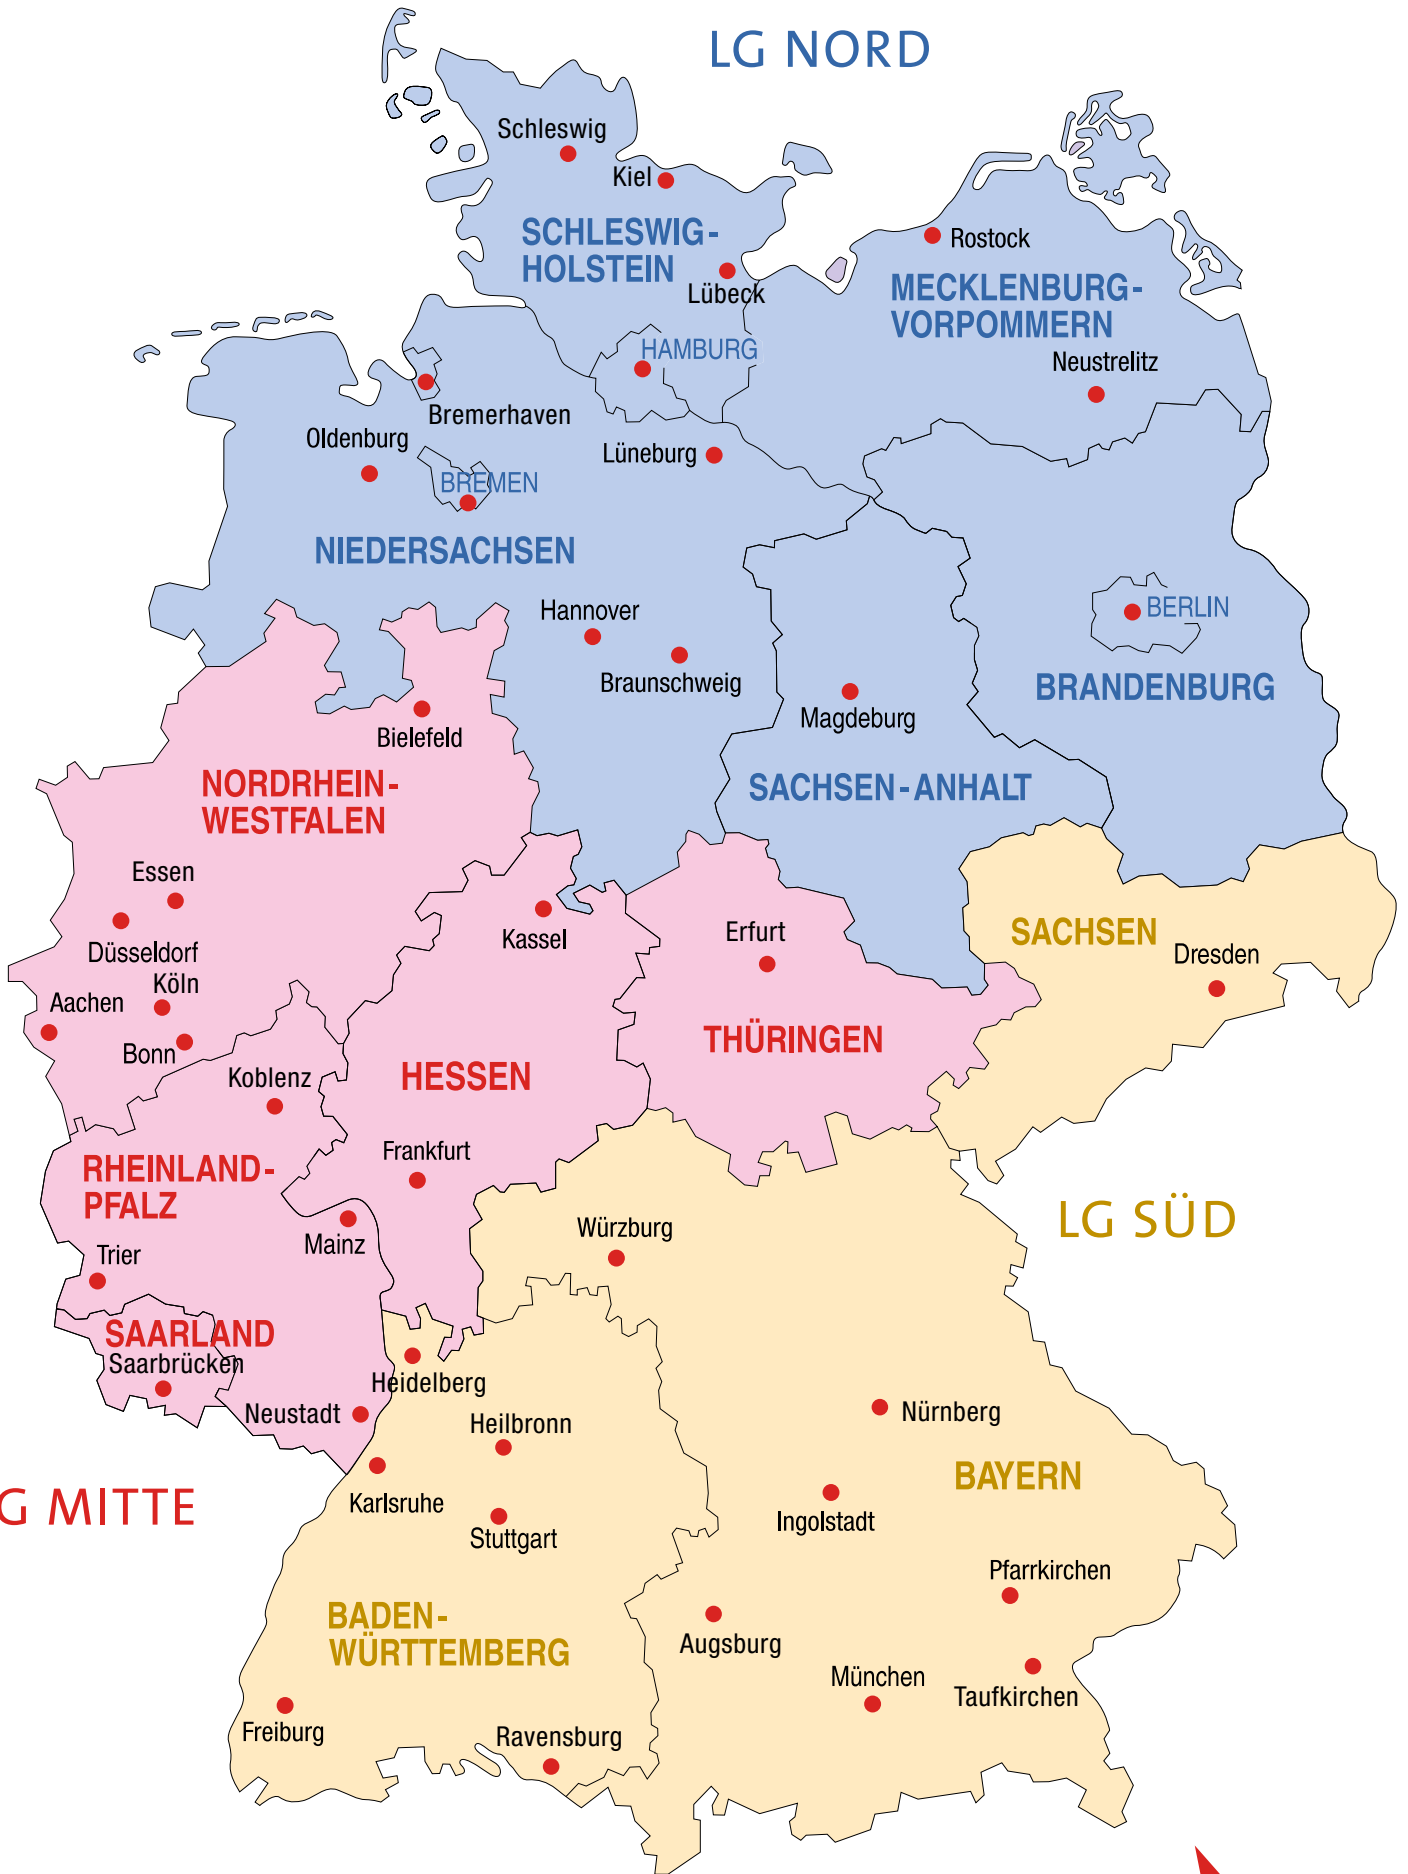 LG NORD
Schleswig
Kiel
SCHLESWIG-
HOLSTEIN
Rostock
Lübeck
MECKLENBURG-
VORPOMMERN
HAMBURG
Neustrelitz
Bremerhaven
Oldenburg
Lüneburg
BREMEN
NIEDERSACHSEN
Hannover
BERLIN
Braunschweig
BRANDENBURG
Magdeburg
Bielefeld
NORDRHEIN-
WESTFALEN
SACHSEN-ANHALT
Essen
Kassel
Erfurt
SACHSEN
Düsseldorf
Dresden
Köln
Aachen
THÜRINGEN
Bonn
Koblenz
HESSEN
Frankfurt
RHEINLAND-
PFALZ
LG SÜD
Würzburg
Mainz
Trier
SAARLAND
Saarbrücken
Heidelberg
Neustadt
Nürnberg
Heilbronn
BAYERN
G MITTE
Karlsruhe
Ingolstadt
Stuttgart
Pfarrkirchen
BADEN-
WÜRTTEMBERG
Augsburg
München
Taufkirchen
Freiburg
Ravensburg